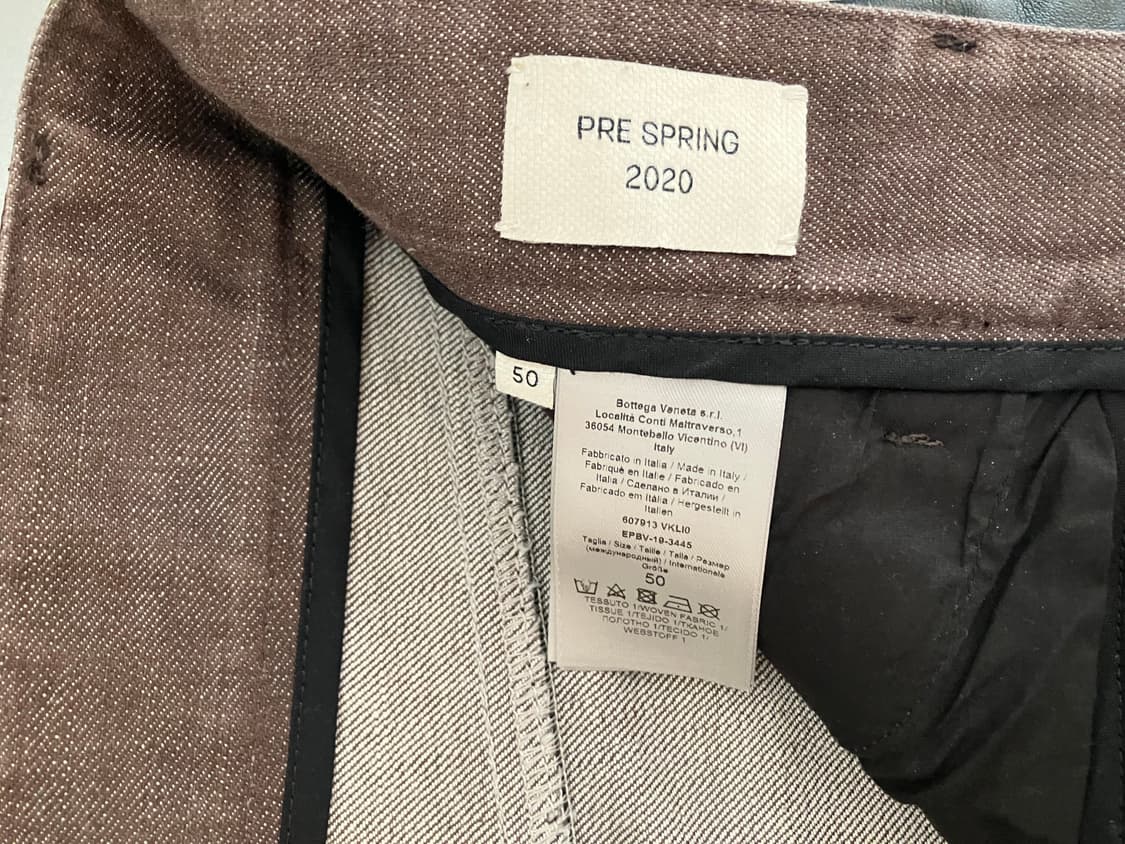 PRE SPRING
2020
50
Bottega Veneta s.r.l.
Località Conti Maltraverso,1
36054 Montebello Vicentino (VI)
Italy
Fabbricato in Italia / Made in Italy /
Fabriqué en Italie / Fabricado en
Italia / Сделано в Италии /
Fabricado em Itália / Hergestellt in
Italien
607913 VKLI0
EPBV-19-3445
Taglia / Size / Taille / Talla / Размер
(международный) / Internationale
Größe
50
TESSUTO 1/WOVEN FABRIC 1/
TISSUE 1/TEJIDO 1/ТКАНОЕ
ПОЛОТНО 1/TECIDO 1/
WEBSTOFF 1